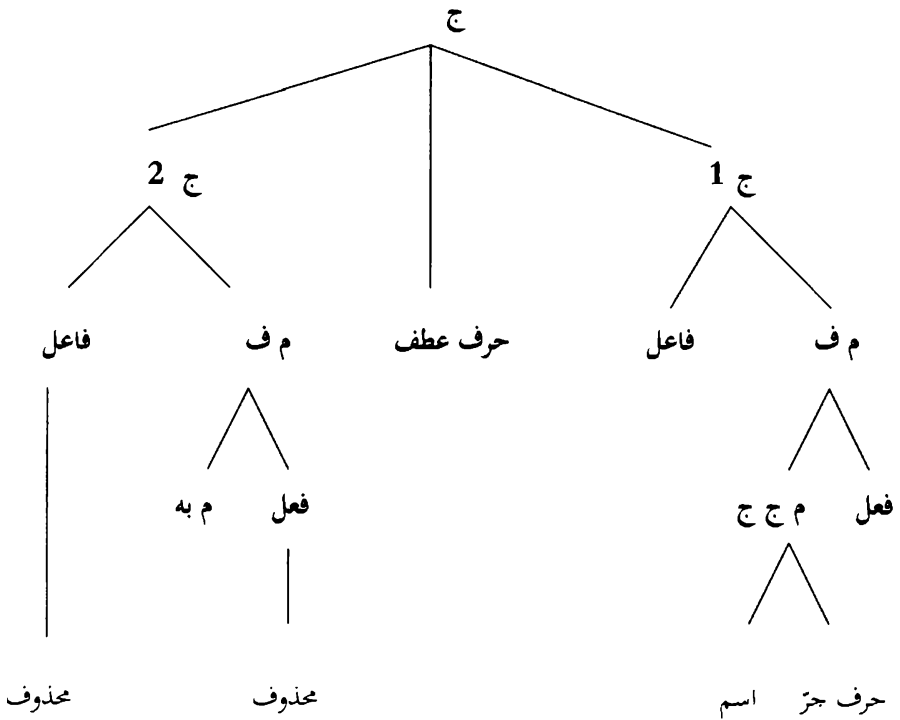 ج
ج 1 ج 2
م ف فاعل حرف عطف م ف فاعل
فعل م ج ج فعل م به
حرف جرّ اسم محذوف محذوف